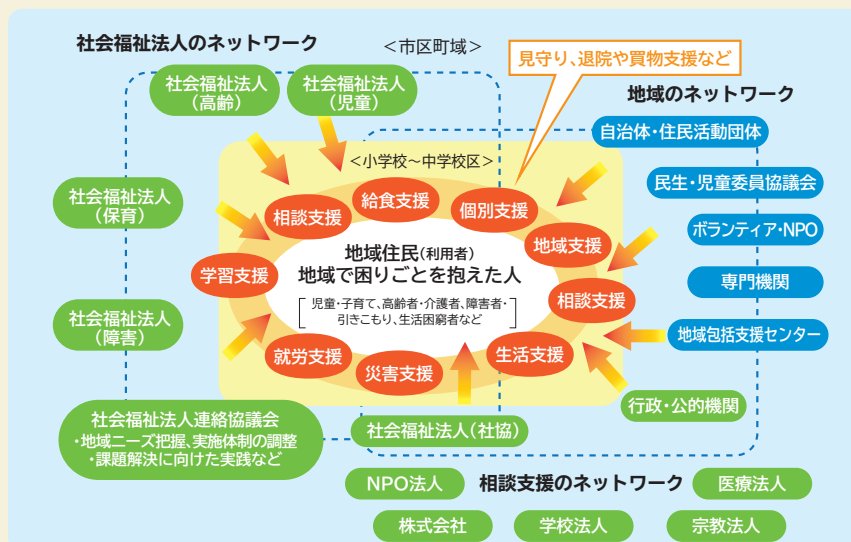 社会福祉法人のネットワーク
＜市区町域＞
見守り、退院や買物支援など
社会福祉法人
（高齢）
社会福祉法人
（児童）
地域のネットワーク
自治体・住民活動団体
＜小学校～中学校区＞
民生・児童委員協議会
社会福祉法人
（保育）
相談支援
給食支援
個別支援
ボランティア・NPO
地域支援
地域住民(利用者)
地域で困りごとを抱えた人
学習支援
専門機関
児童・子育て、高齢者・介護者、障害者・
引きこもり、生活困窮者など
相談支援
社会福祉法人
（障害）
地域包括支援センター
就労支援
災害支援
生活支援
行政・公的機関
社会福祉法人連絡協議会
・地域ニーズ把握、実施体制の調整
・課題解決に向けた実践など
社会福祉法人(社協)
NPO法人
相談支援のネットワーク
医療法人
株式会社
学校法人
宗教法人